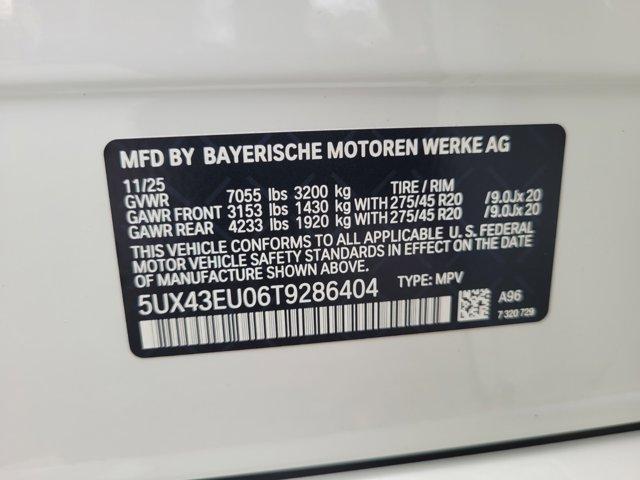 MFD BY BAYERISCHE MOTOREN WERKE AG
11/25 TIRE / RIM
GVWR 7055 lbs 3200 kg
GAWR FRONT 3153 lbs 1430 kg WITH 275/45 R20 /9.0Jx20
GAWR REAR 4233 lbs 1920 kg WITH 275/45 R20 /9.0Jx20
THIS VEHICLE CONFORMS TO ALL APPLICABLE U.S. FEDERAL
MOTOR VEHICLE SAFETY STANDARDS IN EFFECT ON THE
DATE OF MANUFACTURE SHOWN ABOVE.
5UX43EU06T9286404 TYPE: MPV
A96
7 320 729